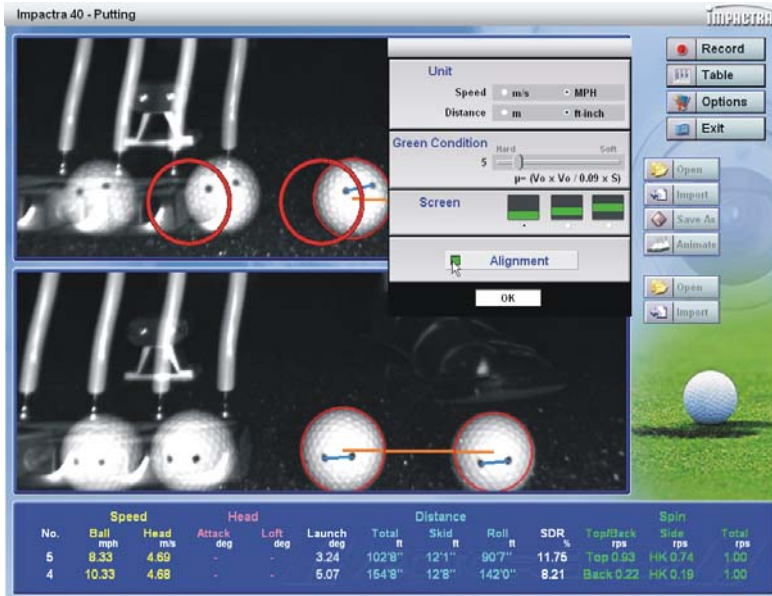 Impactra 40 - Putting
IMPACTRA
Record
Table
Options
Exit
Open
Import
Save As
Animate
Open
Import
Unit
Speed m/s MPH
Distance m ft-inch
Green Condition Hard Soft
5
μ= (Vo x Vo / 0.09 x S)
Screen
Alignment
OK
Speed Head Distance Spin
No. Ball Head Attack Loft Launch Total Skid Roll SDR Top/Back Side Total
mph m/s deg deg deg ft ft ft % rps rps rps
5 8.33 4.69 - - 3.24 102'8" 12'1" 90'7" 11.75 Top 0.93 HK 0.74 1.00
4 10.33 4.68 - - 5.07 154'8" 12'8" 142'0" 8.21 Back 0.22 HK 0.19 1.00